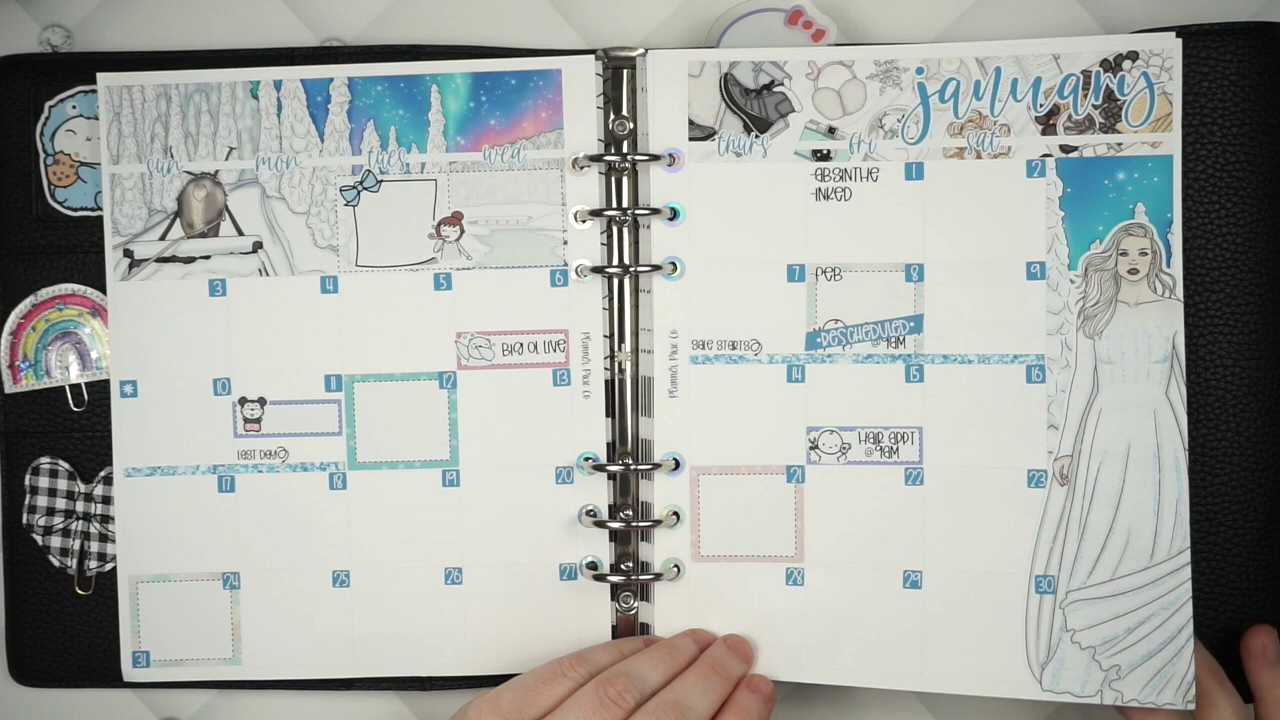 january
sun mon tues wed thurs fri sat
-ABSINTHE
-INKED
1 2
3 4 5 6 7 8 9
-FEB
BIGI OL LIVE
•RESCHEDULED•
@9AM
SALE STARTS
Planner Pixie Co
Planner Pixie Co
10 11 12 13 14 15 16
LAST DAY
HAIR APPT
@9AM
17 18 19 20 21 22 23
24 25 26 27 28 29 30
31